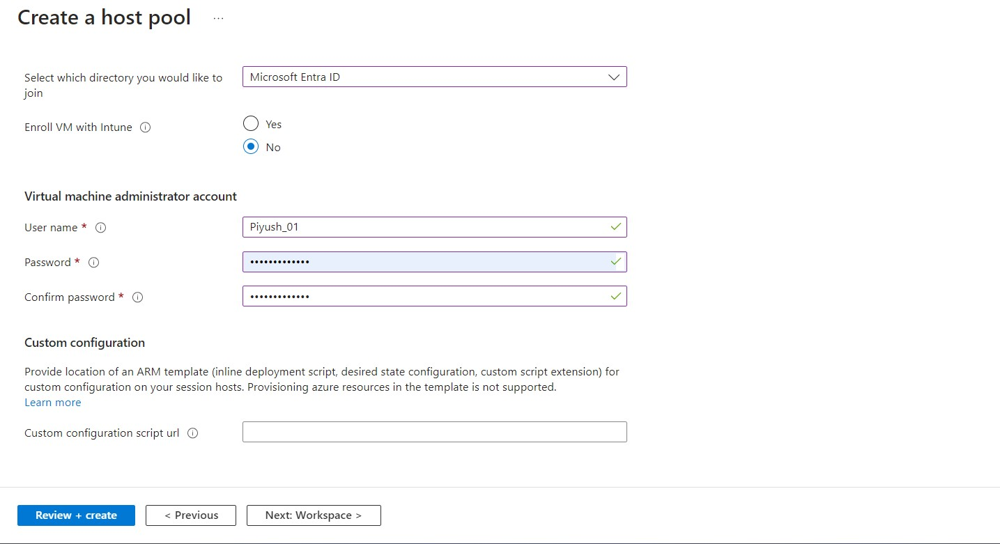 Create a host pool ...
Select which directory you would like to
join
Microsoft Entra ID
Enroll VM with Intune
Yes
No
Virtual machine administrator account
User name *
Piyush_01
Password *
•••••••••••••
Confirm password *
•••••••••••••
Custom configuration
Provide location of an ARM template (inline deployment script, desired state configuration, custom script extension) for
custom configuration on your session hosts. Provisioning azure resources in the template is not supported.
Learn more
Custom configuration script url
Review + create
< Previous
Next: Workspace >